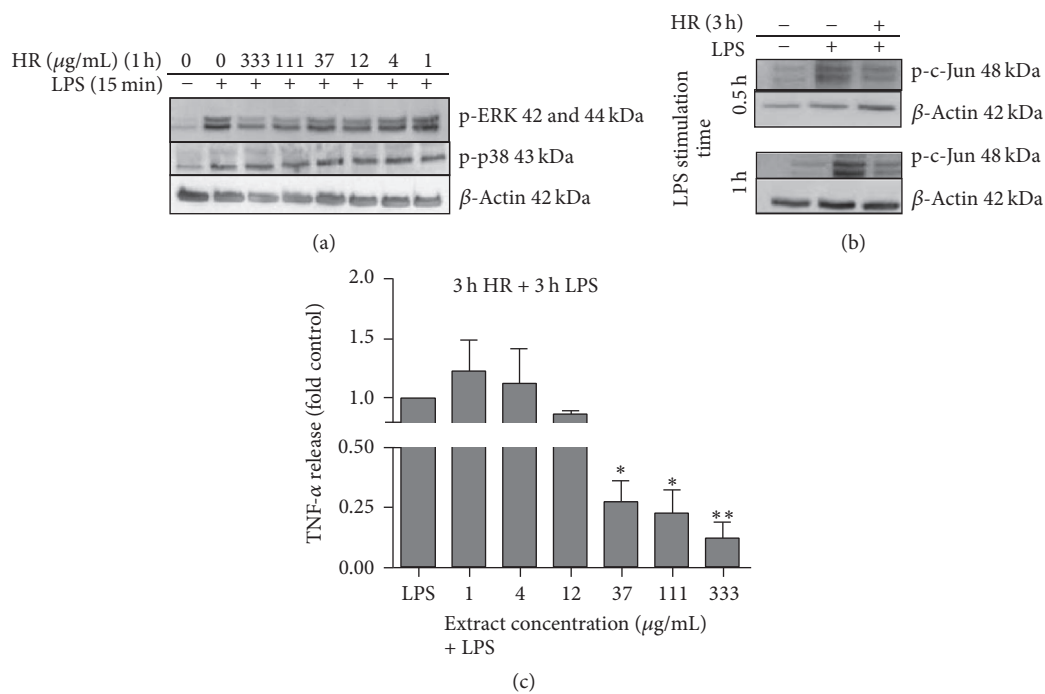 HR (μg/mL) (1 h) 0 0 333 111 37 12 4 1
LPS (15 min) − + + + + + + +
p-ERK 42 and 44 kDa
p-p38 43 kDa
β-Actin 42 kDa
(a)
HR (3 h) − − +
LPS − + +
LPS stimulation
time
0.5 h
p-c-Jun 48 kDa
β-Actin 42 kDa
1 h
p-c-Jun 48 kDa
β-Actin 42 kDa
(b)
3 h HR + 3 h LPS
TNF-α release (fold control)
2.0
1.5
1.0
0.50
0.25
0.00
* * **
LPS 1 4 12 37 111 333
Extract concentration (μg/mL)
+ LPS
(c)